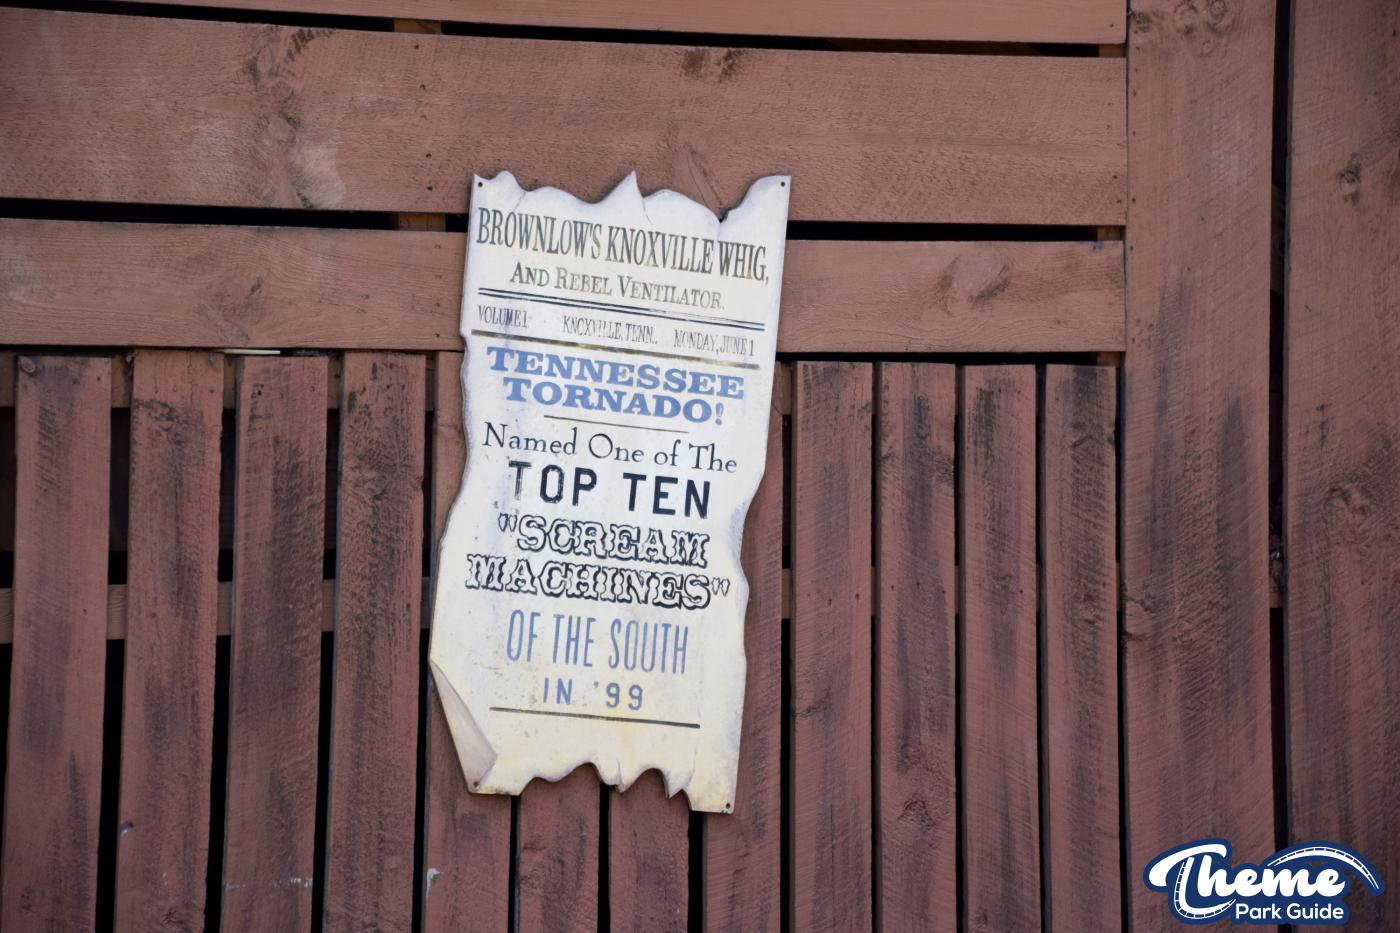 BROWNLOW'S KNOXVILLE WHIG,
AND REBEL VENTILATOR.
VOLUME 1 KNOXVILLE, TENN.. MONDAY, JUNE 1
TENNESSEE
TORNADO!
Named One of The
TOP TEN
"SCREAM
MACHINES"
OF THE SOUTH
IN '99
Theme
Park Guide